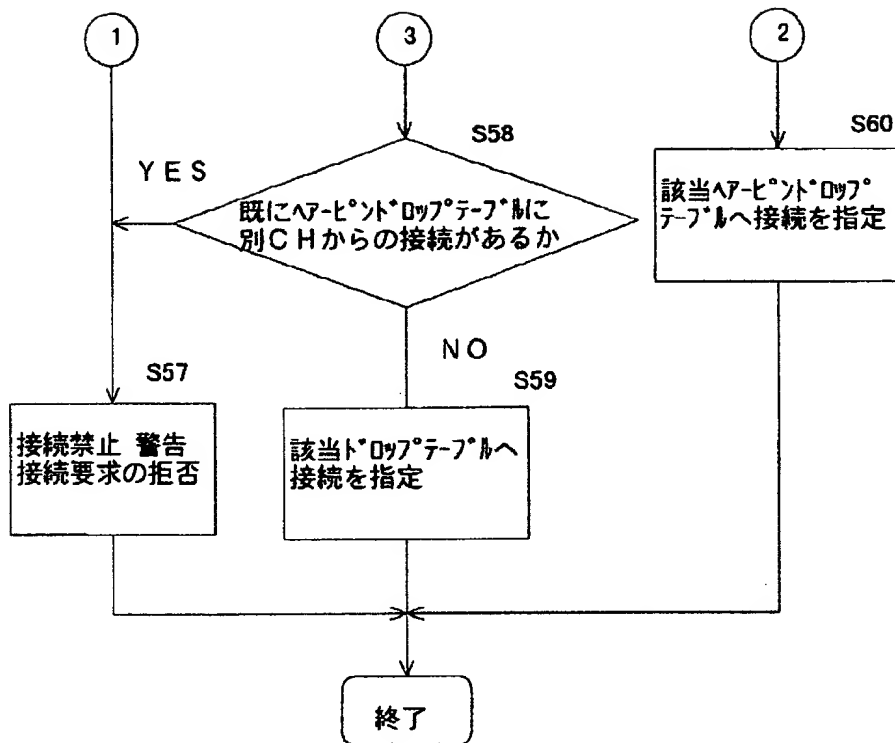 1
3
2
S58
S60
YES
既にヘアーピンドロップテーブルに
別CHからの接続があるか
該当ヘアーピンドロップ
テーブルへ接続を指定
NO
S57
S59
接続禁止 警告
接続要求の拒否
該当ドロップテーブルへ
接続を指定
終了